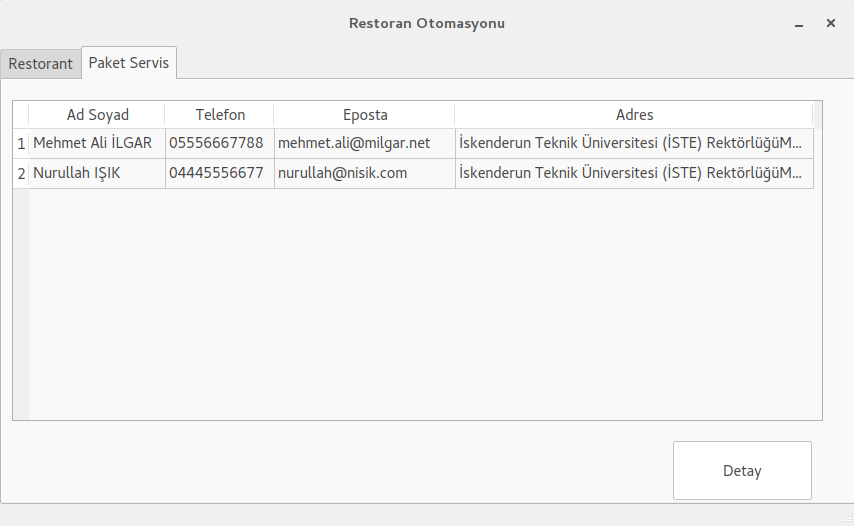 Restoran Otomasyonu
Restorant Paket Servis
Ad Soyad Telefon Eposta Adres
1 Mehmet Ali İLGAR 05556667788 mehmet.ali@milgar.net İskenderun Teknik Üniversitesi (İSTE) RektörlüğüM...
2 Nurullah IŞIK 04445556677 nurullah@nisik.com İskenderun Teknik Üniversitesi (İSTE) RektörlüğüM...
Detay